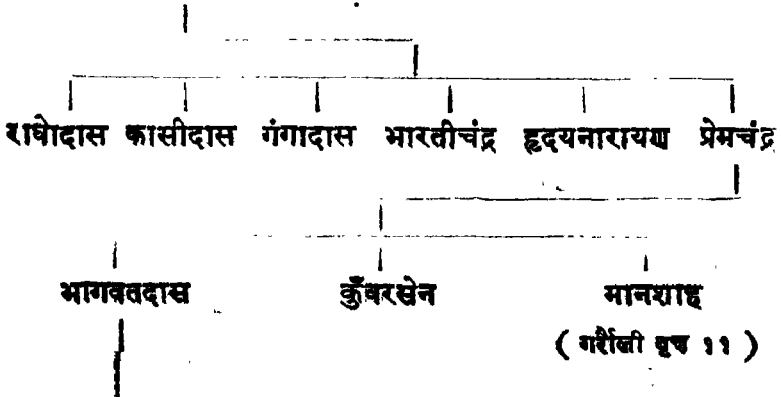 राघोदास कासीदास गंगादास भारतीचंद्र हृदयनारायण प्रेमचंद्र
भागवतदास कुँवरसेन मानशाह
( गर्रौली वृक्ष ११ )